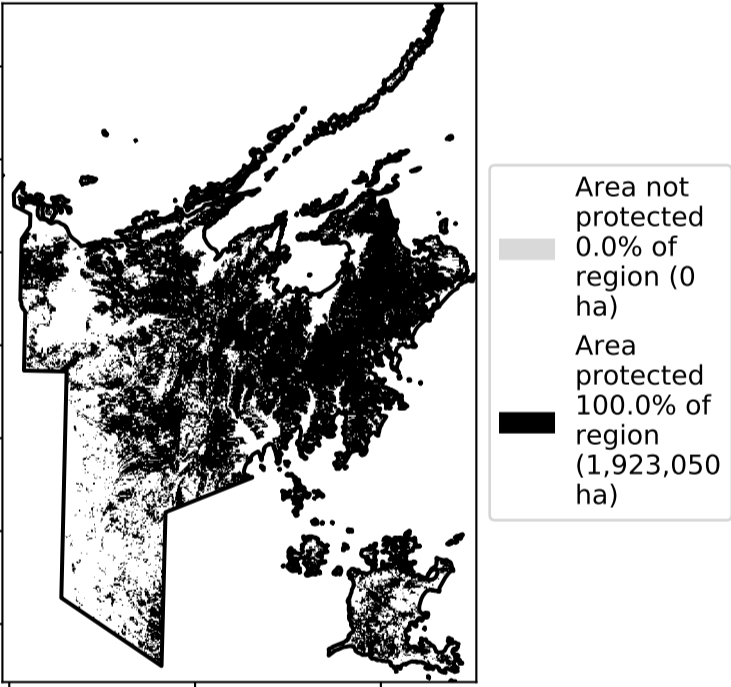 Area not
protected
0.0% of
region (0
ha)
Area
protected
100.0% of
region
(1,923,050
ha)